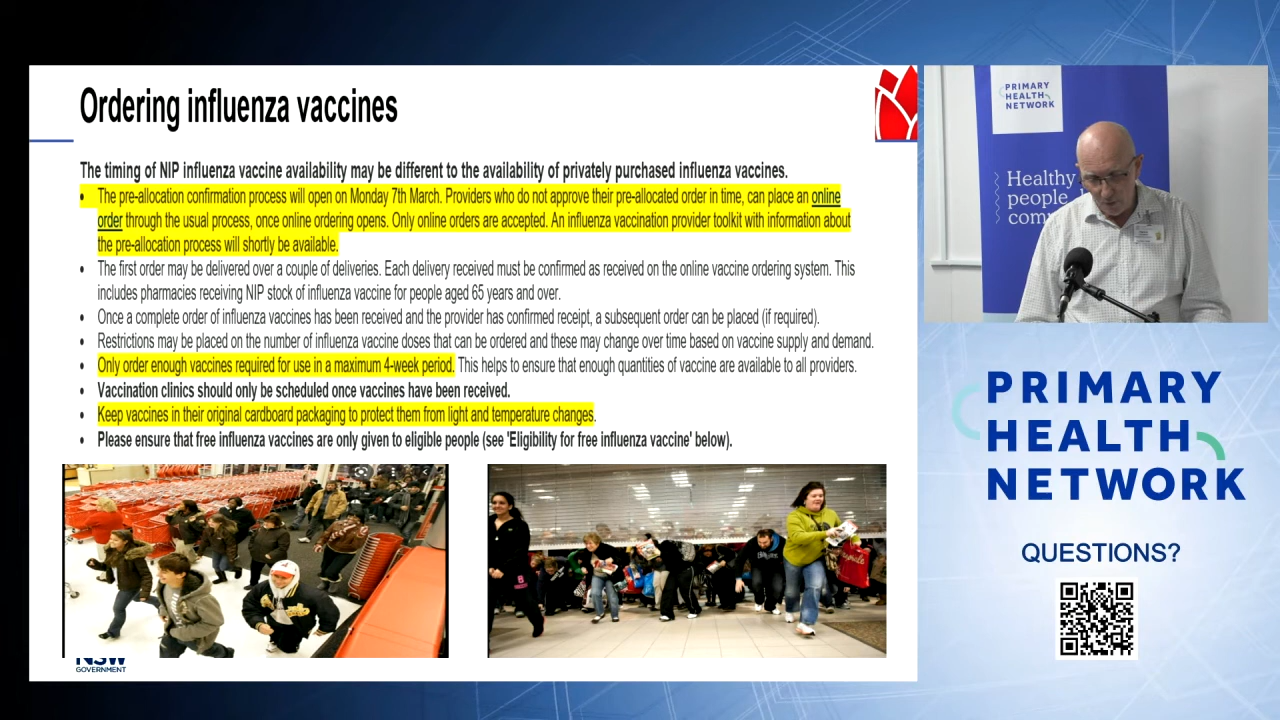 Ordering influenza vaccines
The timing of NIP influenza vaccine availability may be different to the availability of privately purchased influenza vaccines.
• The pre-allocation confirmation process will open on Monday 7th March. Providers who do not approve their pre-allocated order in time, can place an online
order through the usual process, once online ordering opens. Only online orders are accepted. An influenza vaccination provider toolkit with information about
the pre-allocation process will shortly be available.
• The first order may be delivered over a couple of deliveries. Each delivery received must be confirmed as received on the online vaccine ordering system. This
includes pharmacies receiving NIP stock of influenza vaccine for people aged 65 years and over.
• Once a complete order of influenza vaccines has been received and the provider has confirmed receipt, a subsequent order can be placed (if required).
• Restrictions may be placed on the number of influenza vaccine doses that can be ordered and these may change over time based on vaccine supply and demand.
• Only order enough vaccines required for use in a maximum 4-week period. This helps to ensure that enough quantities of vaccine are available to all providers.
• Vaccination clinics should only be scheduled once vaccines have been received.
• Keep vaccines in their original cardboard packaging to protect them from light and temperature changes.
• Please ensure that free influenza vaccines are only given to eligible people (see 'Eligibility for free influenza vaccine' below).
NSW
GOVERNMENT
PRIMARY
HEALTH
NETWORK
Healthy
people
PRIMARY
HEALTH
NETWORK
QUESTIONS?